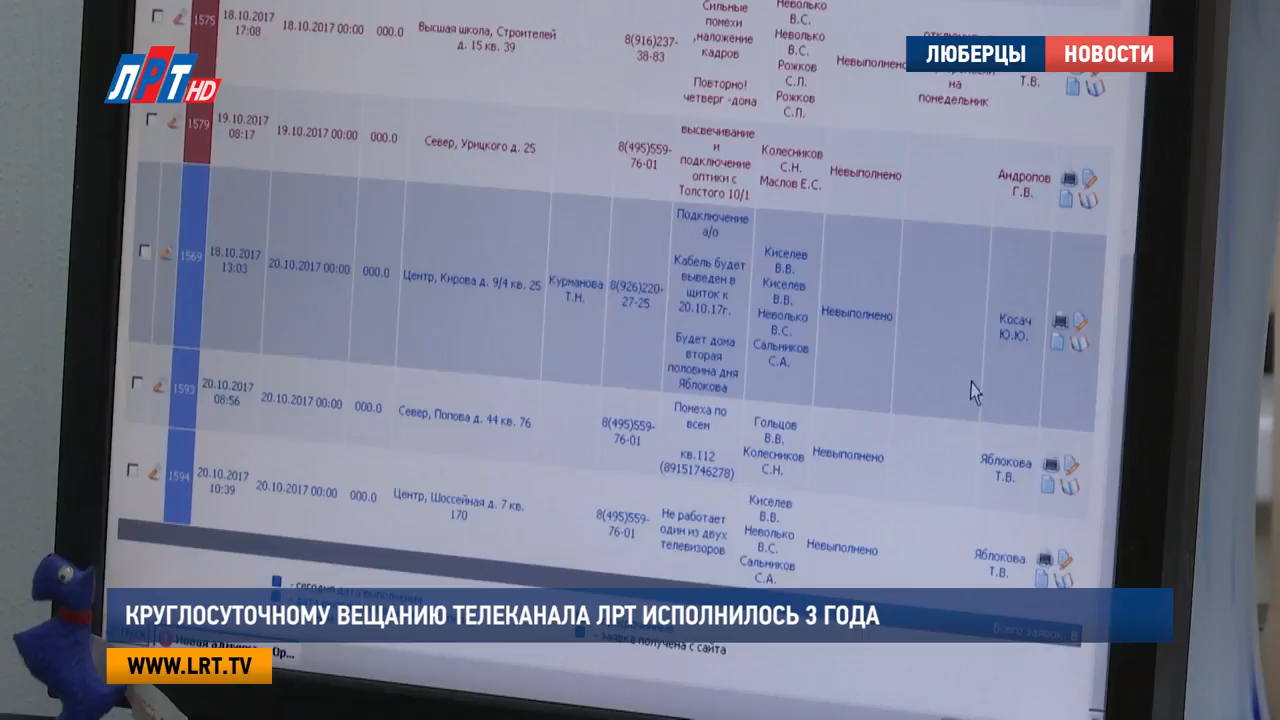 1575
18.10.2017
17:08
18.10.2017 00:00
000.0
Высшая школа, Строителей
д. 15 кв. 39
8(916)237-
38-83
Сильные
помехи
,наложение
кадров
Повторно!
четверг -дома
Неволько
В.С.
Неволько
В.С.
Рожков
С.П.
Рожков
С.П.
Невыполнено
на
понедельник
Т.В.
ЛЮБЕРЦЫ НОВОСТИ
ЛРТ HD
1579
19.10.2017
08:17
19.10.2017 00:00
000.0
Север, Урицкого д. 25
8(495)559-
76-01
высвечивание
и
подключение
оптики с
Толстого 10/1
Колесников
С.Н.
Маслов Е.С.
Невыполнено
Андропов
Г.В.
1569
18.10.2017
13:03
20.10.2017 00:00
000.0
Центр, Кирова д. 9/4 кв. 25
Курманова
Т.Н.
8(926)220-
27-25
Подключение
а/о
Кабель будет
выведен в
щиток к
20.10.17г.
Будет дома
вторая
половина дня
Яблокова
Киселев
В.В.
Киселев
В.В.
Неволько
В.С.
Сальников
С.А.
Невыполнено
Косач
Ю.Ю.
1593
20.10.2017
08:56
20.10.2017 00:00
000.0
Север, Попова д. 44 кв. 76
8(495)559-
76-01
Помеха по
всем
кв.112
(89151746278)
Гольцов
В.В.
Колесников
С.Н.
Невыполнено
Яблокова
Т.В.
1594
20.10.2017
10:39
20.10.2017 00:00
000.0
Центр, Шоссейная д. 7 кв.
170
8(495)559-
76-01
Не работает
один из двух
телевизоров
Киселев
В.В.
Неволько
В.С.
Сальников
С.А.
Невыполнено
Яблокова
Т.В.
- сегодня дата выполнения
КРУГЛОСУТОЧНОМУ ВЕЩАНИЮ ТЕЛЕКАНАЛА ЛРТ ИСПОЛНИЛОСЬ 3 ГОДА
Всего заявок: 8
- заявка получена с сайта
WWW.LRT.TV